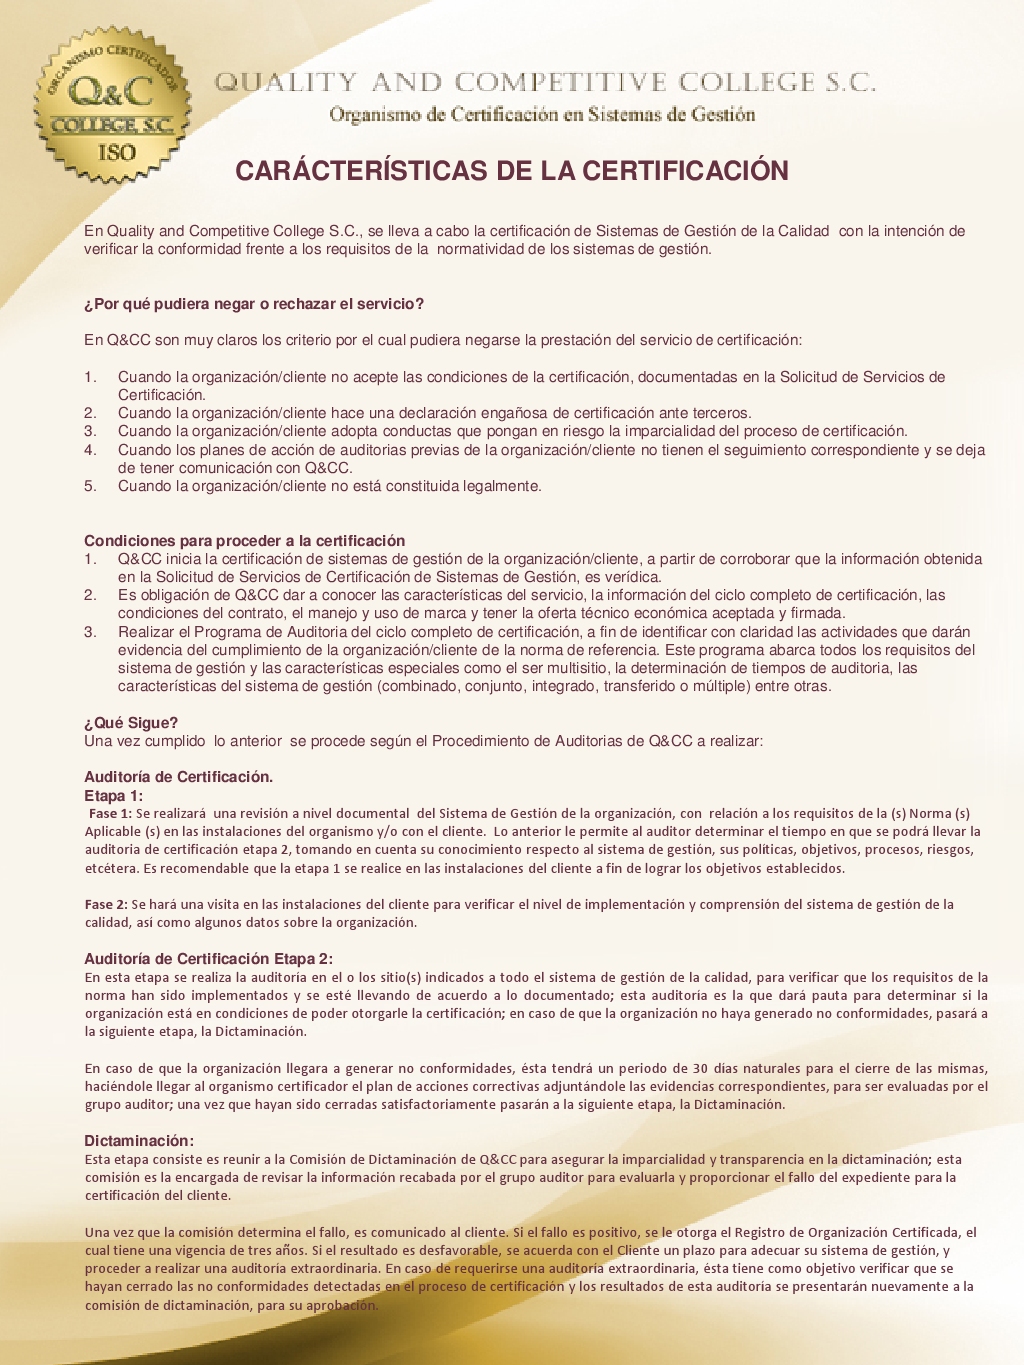 ORGANISMO CERTIFICADOR
Q&C
COLLEGE, S.C.
ISO
QUALITY AND COMPETITIVE COLLEGE S.C.
Organismo de Certificación en Sistemas de Gestión
CARÁCTERÍSTICAS DE LA CERTIFICACIÓN
En Quality and Competitive College S.C., se lleva a cabo la certificación de Sistemas de Gestión de la Calidad con la intención de
verificar la conformidad frente a los requisitos de la normatividad de los sistemas de gestión.
¿Por qué pudiera negar o rechazar el servicio?
En Q&CC son muy claros los criterio por el cual pudiera negarse la prestación del servicio de certificación:
1. Cuando la organización/cliente no acepte las condiciones de la certificación, documentadas en la Solicitud de Servicios de
Certificación.
2. Cuando la organización/cliente hace una declaración engañosa de certificación ante terceros.
3. Cuando la organización/cliente adopta conductas que pongan en riesgo la imparcialidad del proceso de certificación.
4. Cuando los planes de acción de auditorias previas de la organización/cliente no tienen el seguimiento correspondiente y se deja
de tener comunicación con Q&CC.
5. Cuando la organización/cliente no está constituida legalmente.
Condiciones para proceder a la certificación
1. Q&CC inicia la certificación de sistemas de gestión de la organización/cliente, a partir de corroborar que la información obtenida
en la Solicitud de Servicios de Certificación de Sistemas de Gestión, es verídica.
2. Es obligación de Q&CC dar a conocer las características del servicio, la información del ciclo completo de certificación, las
condiciones del contrato, el manejo y uso de marca y tener la oferta técnico económica aceptada y firmada.
3. Realizar el Programa de Auditoria del ciclo completo de certificación, a fin de identificar con claridad las actividades que darán
evidencia del cumplimiento de la organización/cliente de la norma de referencia. Este programa abarca todos los requisitos del
sistema de gestión y las características especiales como el ser multisitio, la determinación de tiempos de auditoria, las
características del sistema de gestión (combinado, conjunto, integrado, transferido o múltiple) entre otras.
¿Qué Sigue?
Una vez cumplido lo anterior se procede según el Procedimiento de Auditorias de Q&CC a realizar:
Auditoría de Certificación.
Etapa 1:
Fase 1: Se realizará una revisión a nivel documental del Sistema de Gestión de la organización, con relación a los requisitos de la (s) Norma (s)
Aplicable (s) en las instalaciones del organismo y/o con el cliente. Lo anterior le permite al auditor determinar el tiempo en que se podrá llevar la
auditoria de certificación etapa 2, tomando en cuenta su conocimiento respecto al sistema de gestión, sus políticas, objetivos, procesos, riesgos,
etcétera. Es recomendable que la etapa 1 se realice en las instalaciones del cliente a fin de lograr los objetivos establecidos.
Fase 2: Se hará una visita en las instalaciones del cliente para verificar el nivel de implementación y comprensión del sistema de gestión de la
calidad, así como algunos datos sobre la organización.
Auditoría de Certificación Etapa 2:
En esta etapa se realiza la auditoría en el o los sitio(s) indicados a todo el sistema de gestión de la calidad, para verificar que los requisitos de la
norma han sido implementados y se esté llevando de acuerdo a lo documentado; esta auditoría es la que dará pauta para determinar si la
organización está en condiciones de poder otorgarle la certificación; en caso de que la organización no haya generado no conformidades, pasará a
la siguiente etapa, la Dictaminación.
En caso de que la organización llegara a generar no conformidades, ésta tendrá un periodo de 30 días naturales para el cierre de las mismas,
haciéndole llegar al organismo certificador el plan de acciones correctivas adjuntándole las evidencias correspondientes, para ser evaluadas por el
grupo auditor; una vez que hayan sido cerradas satisfactoriamente pasarán a la siguiente etapa, la Dictaminación.
Dictaminación:
Esta etapa consiste es reunir a la Comisión de Dictaminación de Q&CC para asegurar la imparcialidad y transparencia en la dictaminación; esta
comisión es la encargada de revisar la información recabada por el grupo auditor para evaluarla y proporcionar el fallo del expediente para la
certificación del cliente.
Una vez que la comisión determina el fallo, es comunicado al cliente. Si el fallo es positivo, se le otorga el Registro de Organización Certificada, el
cual tiene una vigencia de tres años. Si el resultado es desfavorable, se acuerda con el Cliente un plazo para adecuar su sistema de gestión, y
proceder a realizar una auditoría extraordinaria. En caso de requerirse una auditoría extraordinaria, ésta tiene como objetivo verificar que se
hayan cerrado las no conformidades detectadas en el proceso de certificación y los resultados de esta auditoría se presentarán nuevamente a la
comisión de dictaminación, para su aprobación.